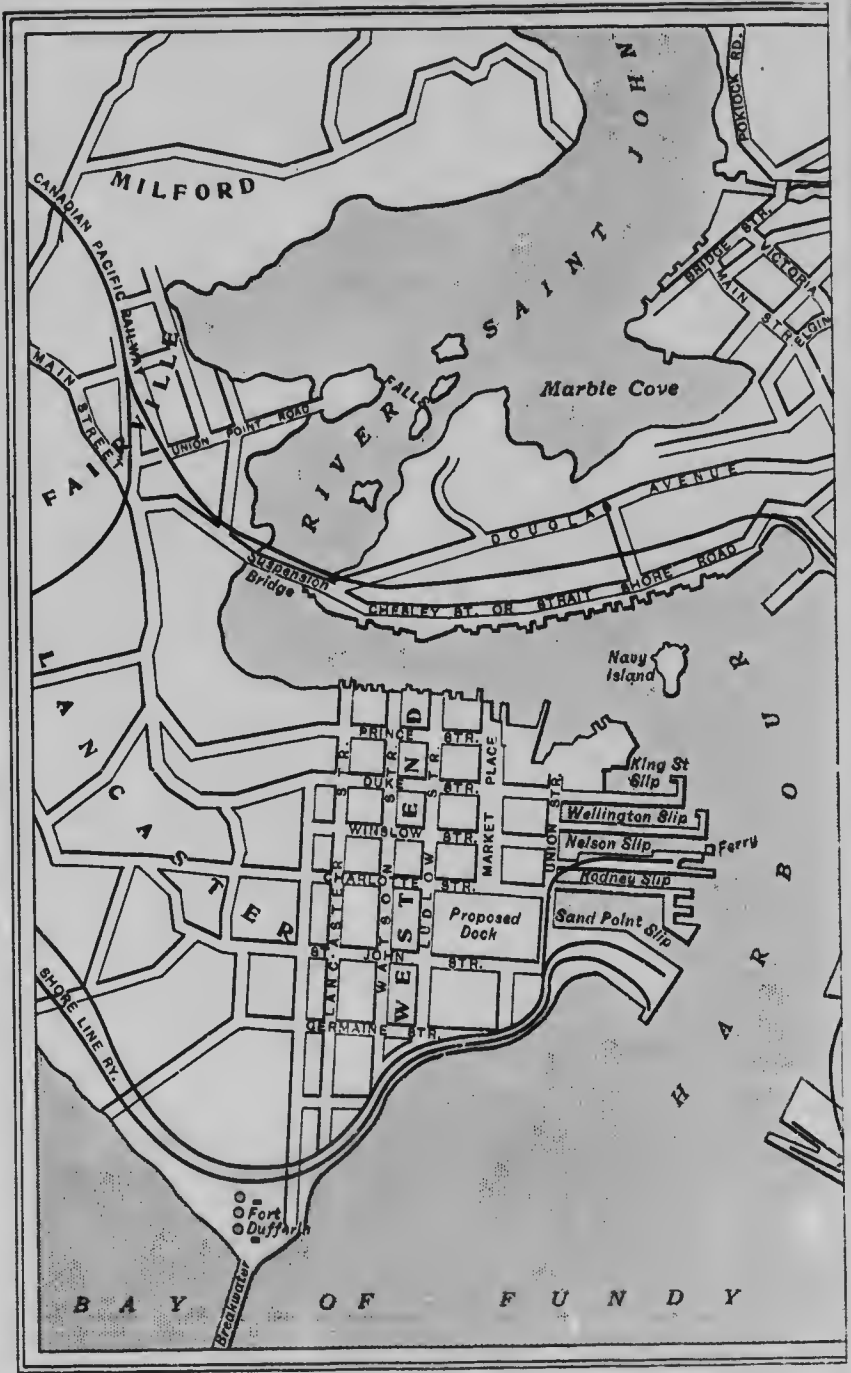 RIVER SAINT JOHN
POKIOCK RD.
MILFORD
CANADIAN PACIFIC RAILWAY
BRIDGE STR.
VICTORIA
MAIN STR.
ELGIN
MAIN STREET
FAIRVILLE
UNION POINT ROAD
FALLS
Marble Cove
DOUGLAS AVENUE
Suspension
Bridge
CHESLEY ST. OR STRAIT SHORE ROAD
Navy
Island
HARBOUR
LANCASTER
WEST END
PRINCE STR.
DUKE STR.
WINSLOW STR.
CHARLOTTE STR.
ST. JOHN STR.
GERMAINE STR.
LANCASTER STR.
WATSON STR.
LUDLOW STR.
MARKET PLACE
UNION STR.
King St
Slip
Wellington Slip
Nelson Slip
Ferry
Rodney Slip
Sand Point Slip
Proposed
Dock
SHORE LINE RY.
Fort
Dufferin
Breakwater
BAY OF FUNDY